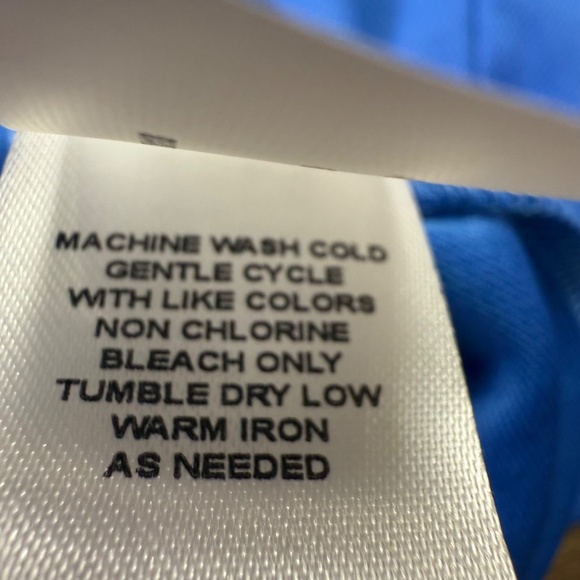 MACHINE WASH COLD
GENTLE CYCLE
WITH LIKE COLORS
NON CHLORINE
BLEACH ONLY
TUMBLE DRY LOW
WARM IRON
AS NEEDED